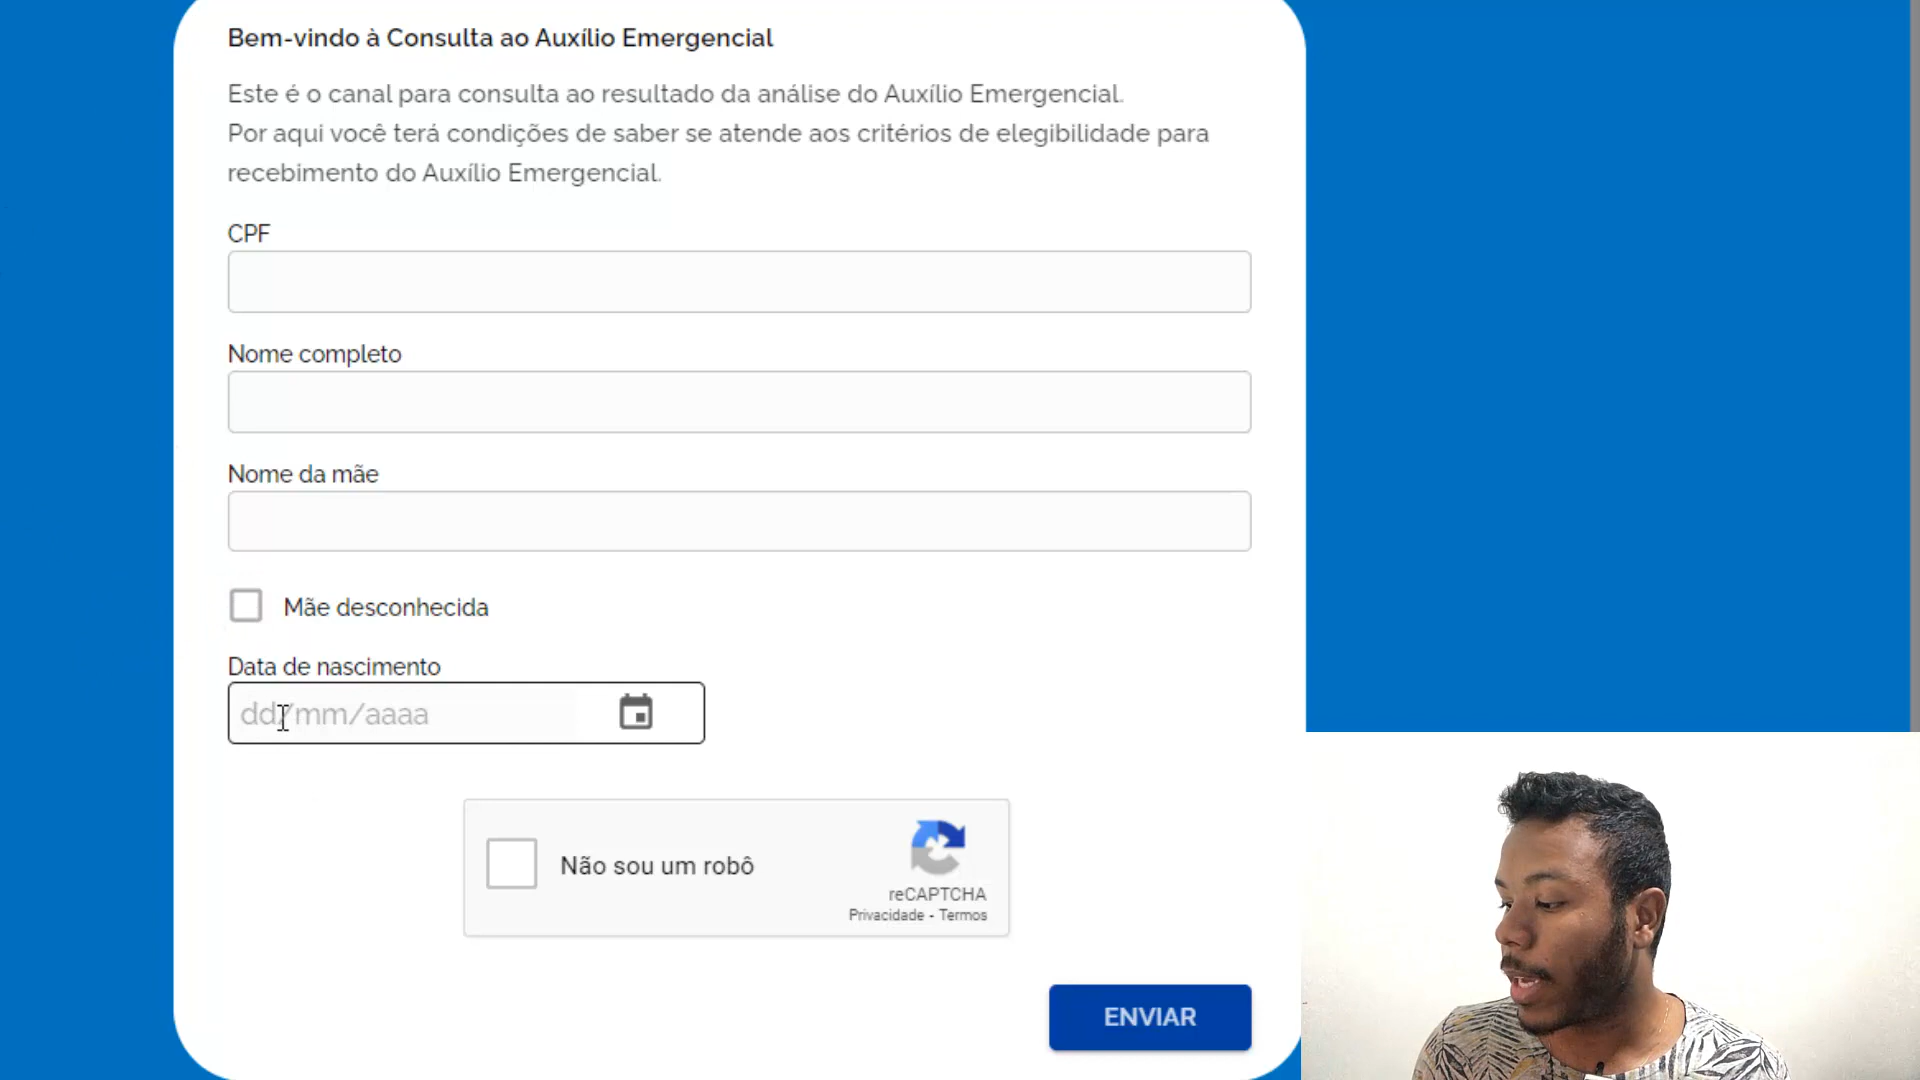 Bem-vindo à Consulta ao Auxílio Emergencial
Este é o canal para consulta ao resultado da análise do Auxílio Emergencial.
Por aqui você terá condições de saber se atende aos critérios de elegibilidade para
recebimento do Auxílio Emergencial.
CPF
Nome completo
Nome da mãe
Mãe desconhecida
Data de nascimento
dd/mm/aaaa
Não sou um robô
reCAPTCHA
Privacidade - Termos
ENVIAR